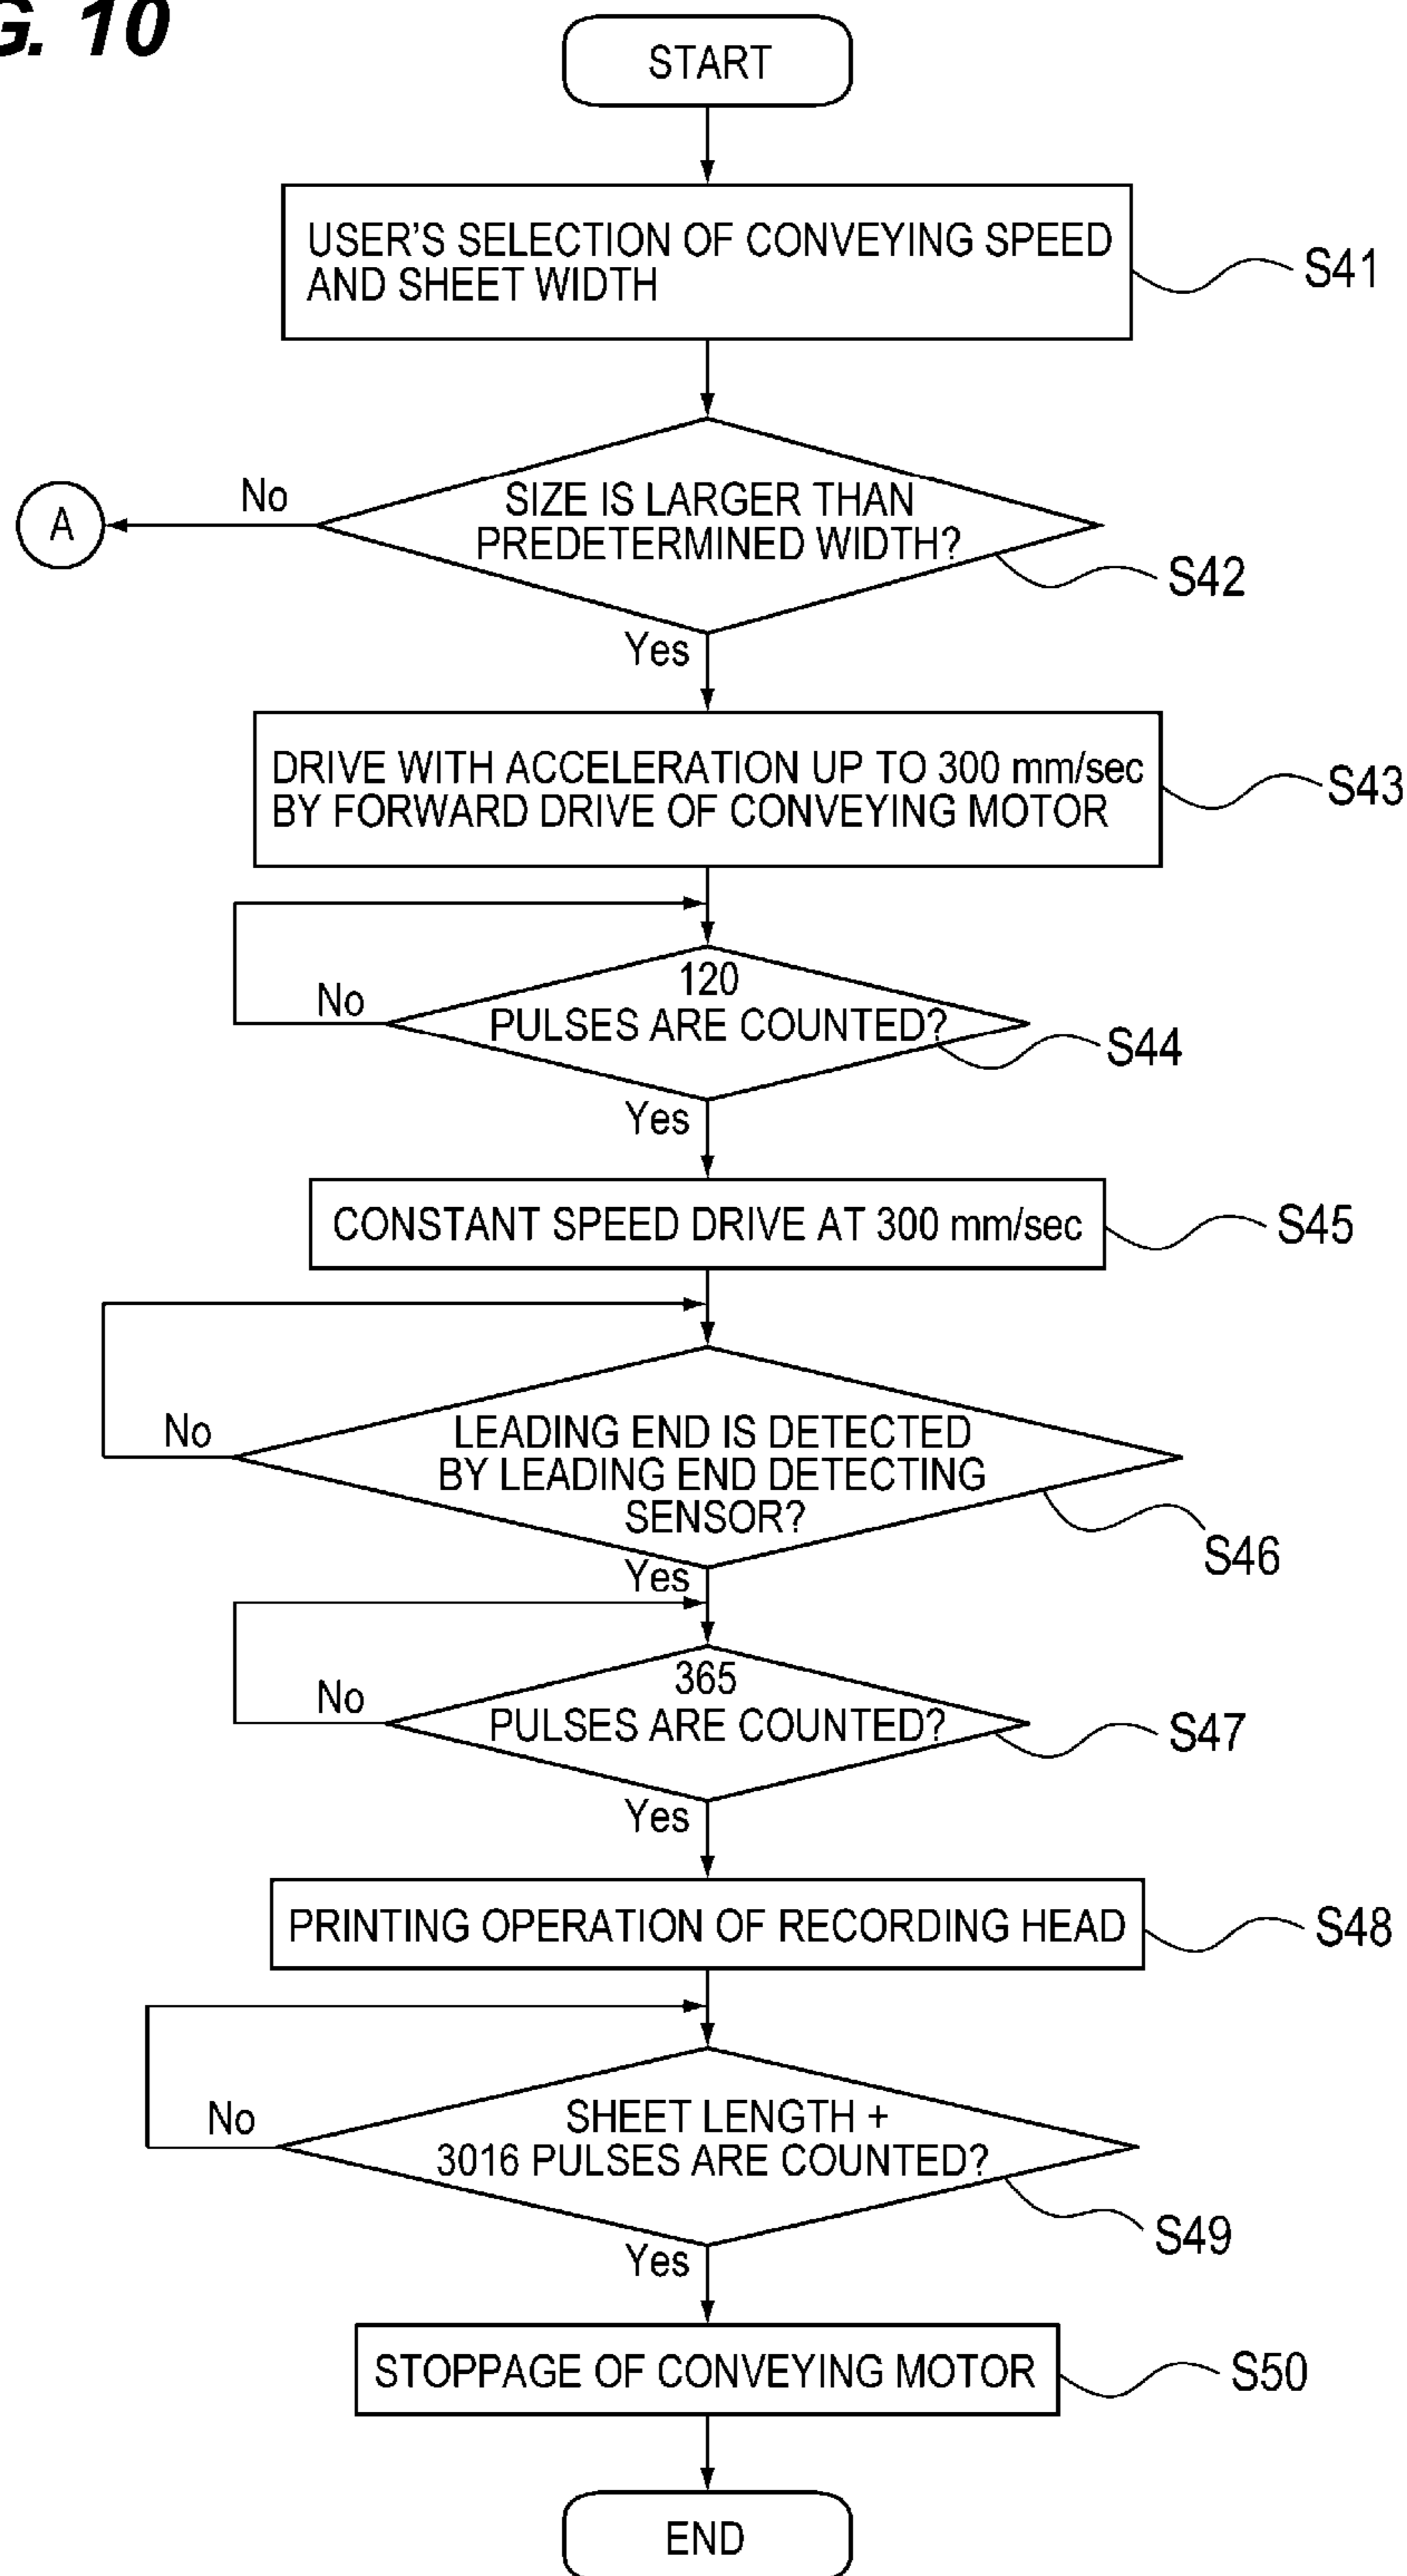 G. 10
START
USER'S SELECTION OF CONVEYING SPEED
AND SHEET WIDTH
S41
No
A
SIZE IS LARGER THAN
PREDETERMINED WIDTH?
S42
Yes
DRIVE WITH ACCELERATION UP TO 300 mm/sec
BY FORWARD DRIVE OF CONVEYING MOTOR
S43
120
No
PULSES ARE COUNTED?
S44
Yes
CONSTANT SPEED DRIVE AT 300 mm/sec
S45
No
LEADING END IS DETECTED
BY LEADING END DETECTING
SENSOR?
S46
Yes
365
No
PULSES ARE COUNTED?
S47
Yes
PRINTING OPERATION OF RECORDING HEAD
S48
No
SHEET LENGTH +
3016 PULSES ARE COUNTED?
S49
Yes
STOPPAGE OF CONVEYING MOTOR
S50
END